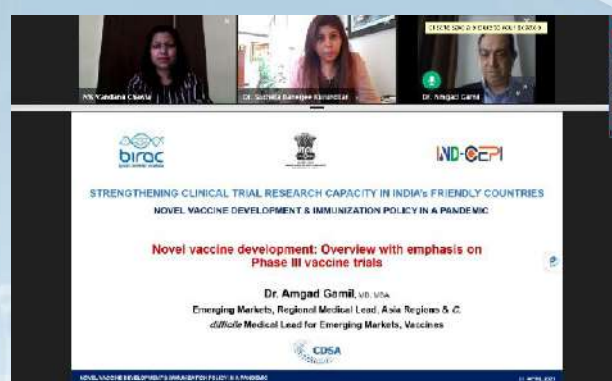 Ms Vandana Chawla
Dr. Sucheta Banerjee Kurundkar
Dr. Amgad Gamil
birac
IND-CEPI
STRENGTHENING CLINICAL TRIAL RESEARCH CAPACITY IN INDIA's FRIENDLY COUNTRIES
NOVEL VACCINE DEVELOPMENT & IMMUNIZATION POLICY IN A PANDEMIC
Novel vaccine development: Overview with emphasis on
Phase III vaccine trials
Dr. Amgad Gamil, MD, MBA
Emerging Markets, Regional Medical Lead, Asia Regions & C.
difficile Medical Lead for Emerging Markets, Vaccines
CDSA
NOVEL VACCINE DEVELOPMENT & IMMUNIZATION POLICY IN A PANDEMIC